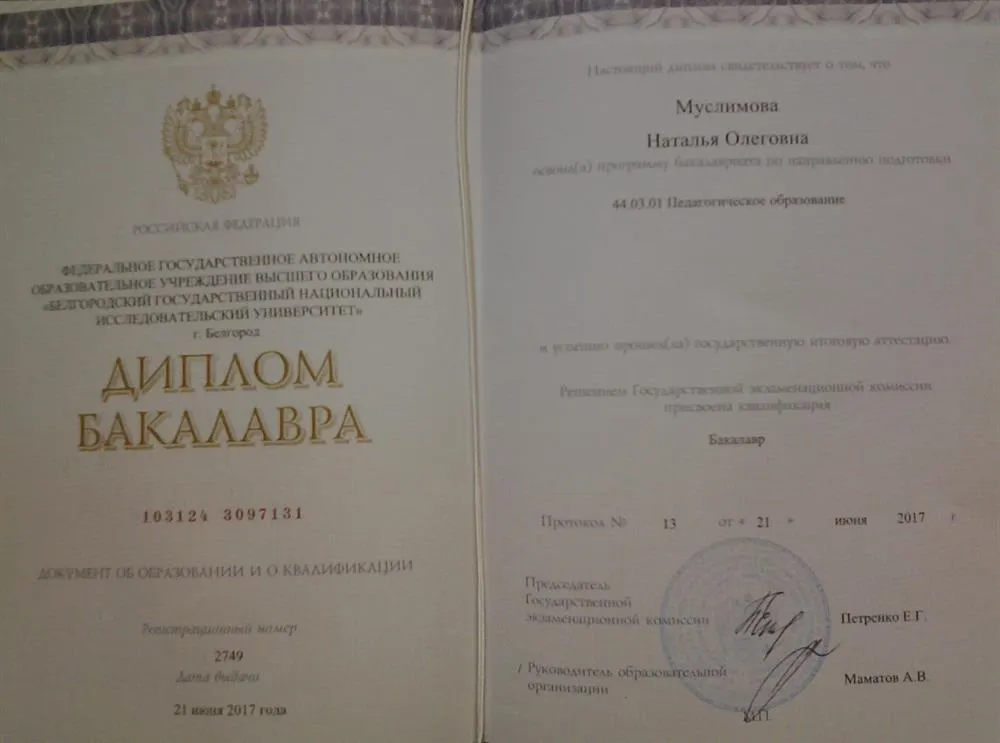 РОССИЙСКАЯ ФЕДЕРАЦИЯ
ФЕДЕРАЛЬНОЕ ГОСУДАРСТВЕННОЕ АВТОНОМНОЕ
ОБРАЗОВАТЕЛЬНОЕ УЧРЕЖДЕНИЕ ВЫСШЕГО ОБРАЗОВАНИЯ
«БЕЛГОРОДСКИЙ ГОСУДАРСТВЕННЫЙ НАЦИОНАЛЬНЫЙ
ИССЛЕДОВАТЕЛЬСКИЙ УНИВЕРСИТЕТ»
г. Белгород
ДИПЛОМ
БАКАЛАВРА
103124 3097131
ДОКУМЕНТ ОБ ОБРАЗОВАНИИ И О КВАЛИФИКАЦИИ
Регистрационный номер
2749
Дата выдачи
21 июня 2017 года
Настоящий диплом свидетельствует о том, что
Муслимова
Наталья Олеговна
освоил(а) программу бакалавриата по направлению подготовки
44.03.01 Педагогическое образование
и успешно прошел(ла) государственную итоговую аттестацию.
Решением Государственной экзаменационной комиссии
присвоена квалификация
Бакалавр
Протокол № 13 от « 21 » июня 2017 г
Председатель
Государственной
экзаменационной комиссии Петренко Е.Г.
/ Руководитель образовательной
организации Маматов А.В.
М.П.